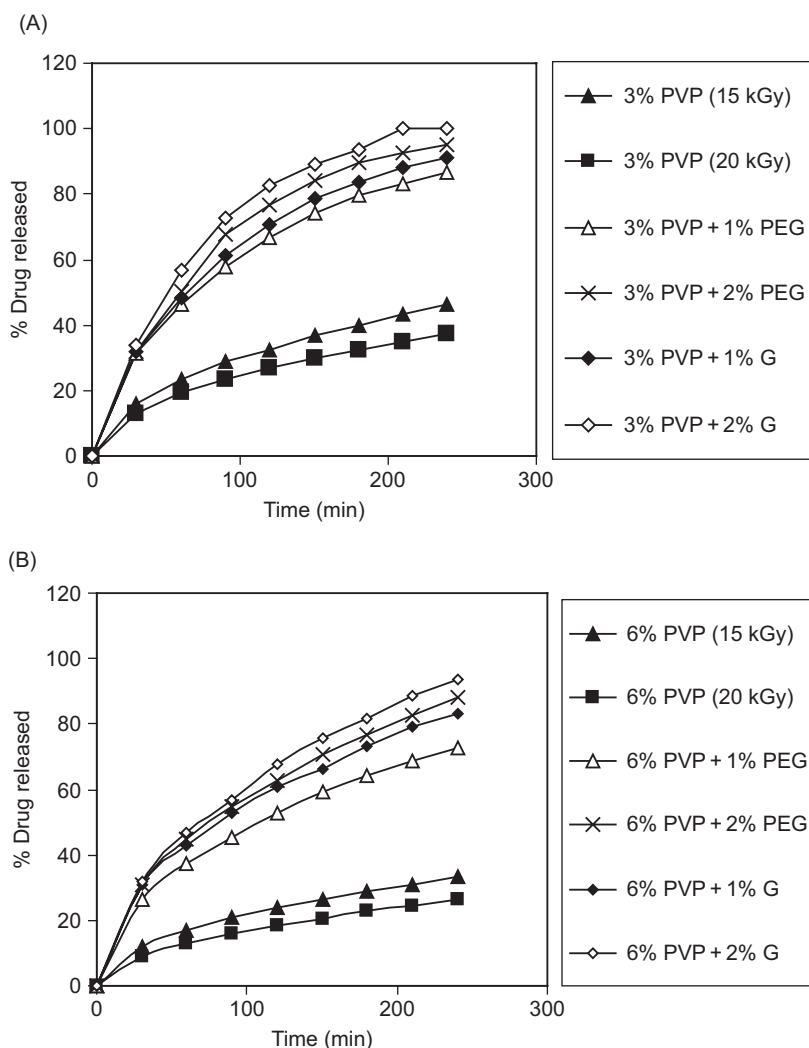 (A)
120
100
80
60
40
20
0
% Drug released
0
100
200
300
Time (min)
3% PVP (15 kGy)
3% PVP (20 kGy)
3% PVP + 1% PEG
3% PVP + 2% PEG
3% PVP + 1% G
3% PVP + 2% G
(B)
120
100
80
60
40
20
0
% Drug released
0
100
200
300
Time (min)
6% PVP (15 kGy)
6% PVP (20 kGy)
6% PVP + 1% PEG
6% PVP + 2% PEG
6% PVP + 1% G
6% PVP + 2% G